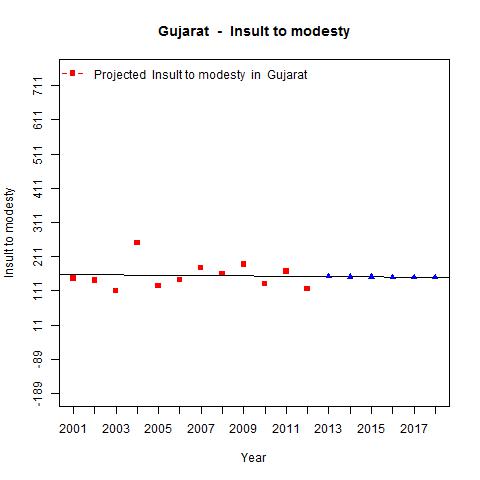 Gujarat - Insult to modesty
Projected Insult to modesty in Gujarat
Insult to modesty
711
611
511
411
311
211
111
11
-89
-189
2001 2003 2005 2007 2009 2011 2013 2015 2017
Year